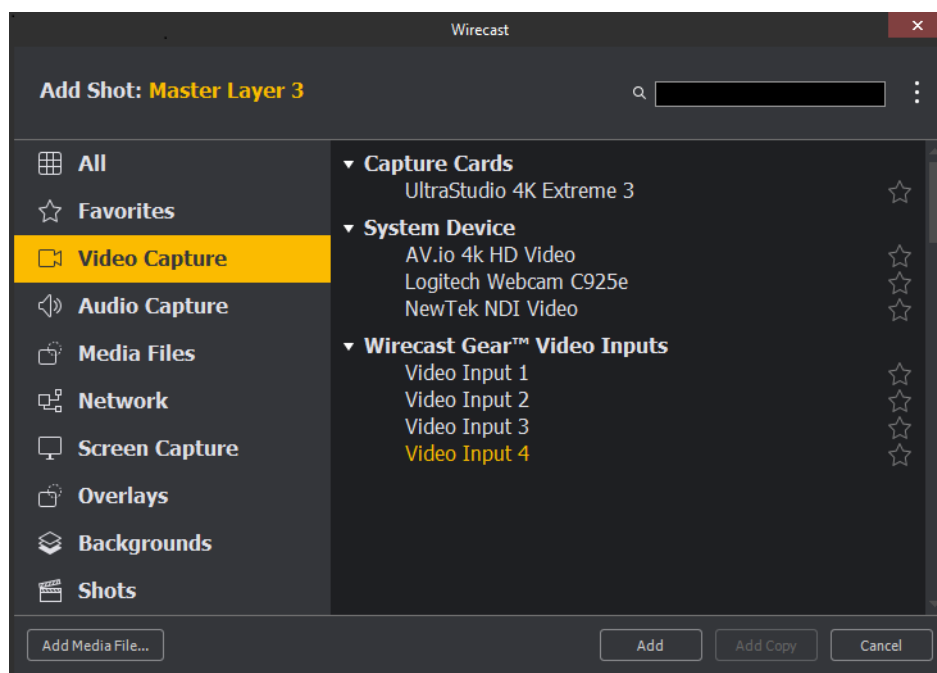 Wirecast
Add Shot: Master Layer 3
All
Favorites
Video Capture
Audio Capture
Media Files
Network
Screen Capture
Overlays
Backgrounds
Shots
Capture Cards
UltraStudio 4K Extreme 3
System Device
AV.io 4k HD Video
Logitech Webcam C925e
NewTek NDI Video
Wirecast Gear™ Video Inputs
Video Input 1
Video Input 2
Video Input 3
Video Input 4
Add Media File...
Add
Add Copy
Cancel